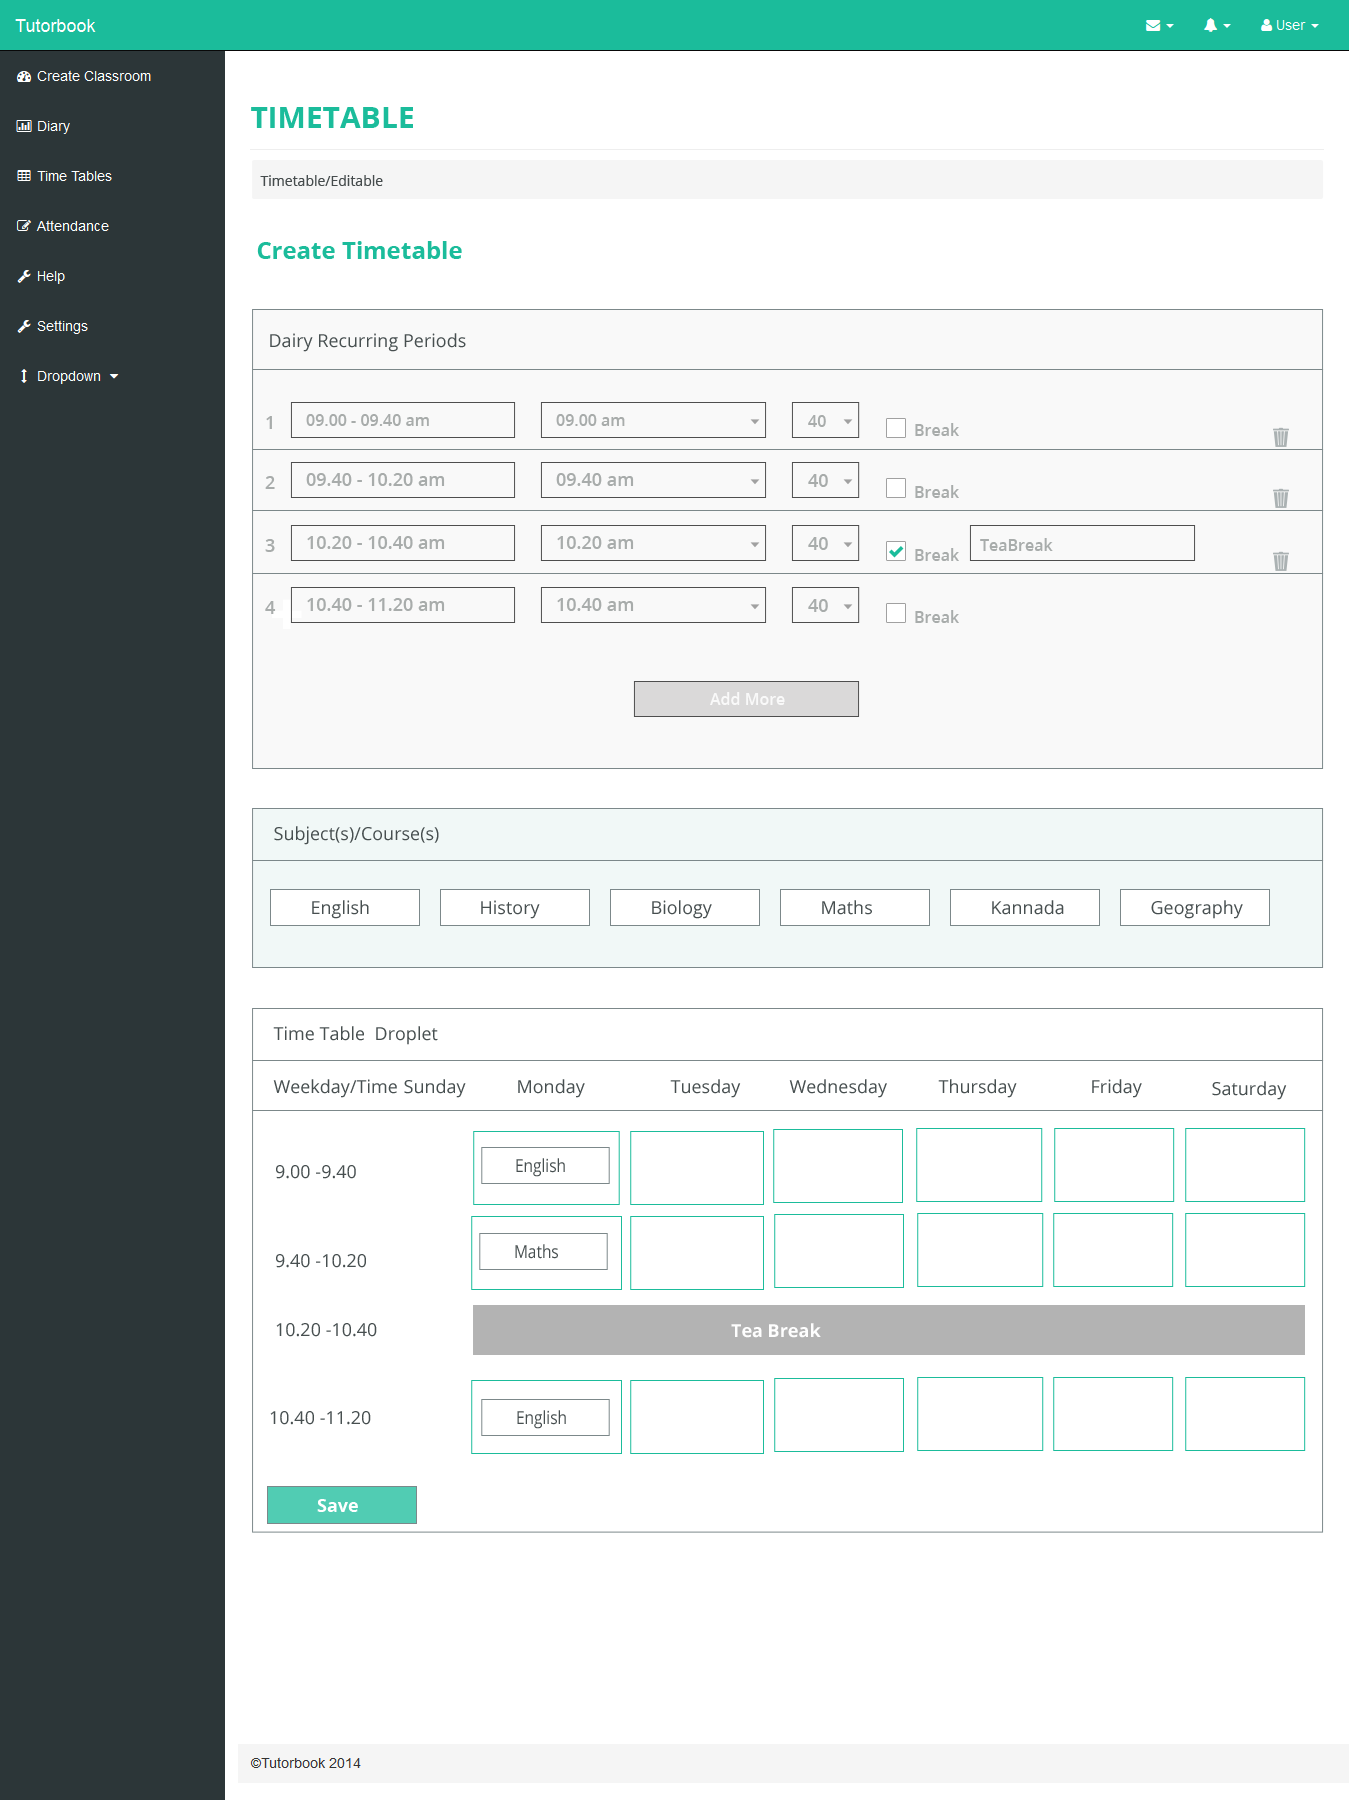 Tutorbook
User
Create Classroom
Diary
Time Tables
Attendance
Help
Settings
Dropdown
TIMETABLE
Timetable/Editable
Create Timetable
Dairy Recurring Periods
1 09.00 - 09.40 am 09.00 am 40 Break
2 09.40 - 10.20 am 09.40 am 40 Break
3 10.20 - 10.40 am 10.20 am 40 Break TeaBreak
4 10.40 - 11.20 am 10.40 am 40 Break
Add More
Subject(s)/Course(s)
English History Biology Maths Kannada Geography
Time Table Droplet
Weekday/Time Sunday Monday Tuesday Wednesday Thursday Friday Saturday
9.00 -9.40 English
9.40 -10.20 Maths
10.20 -10.40 Tea Break
10.40 -11.20 English
Save
©Tutorbook 2014